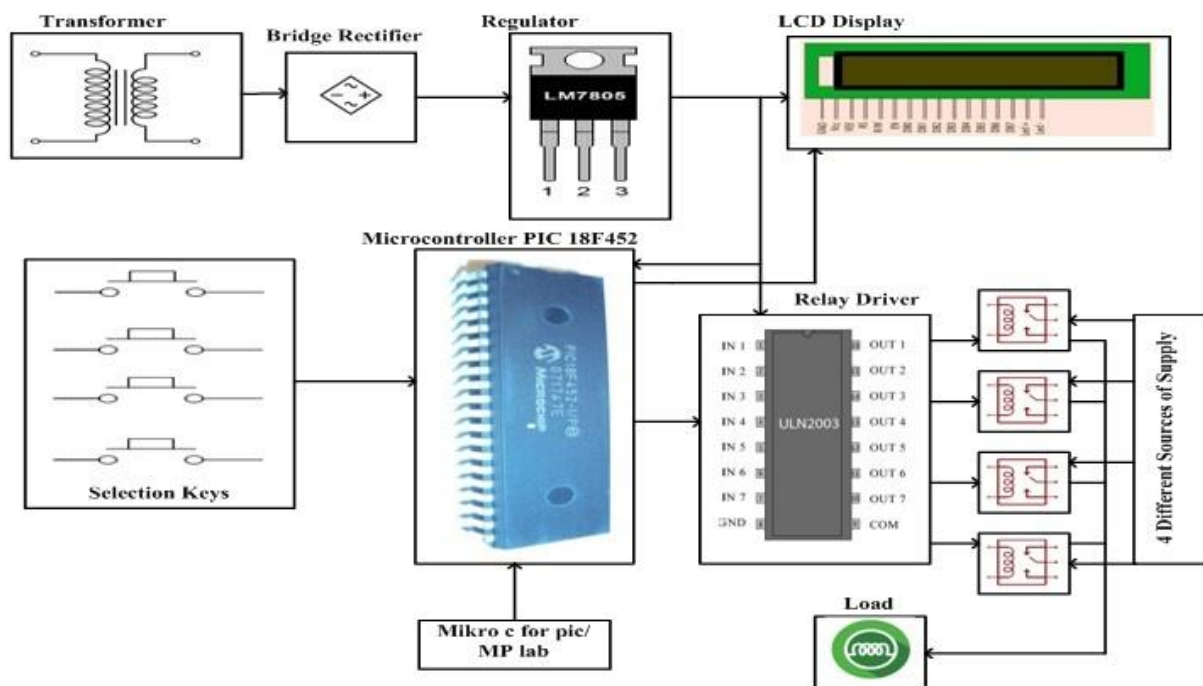 Transformer
Bridge Rectifier
Regulator
LCD Display
LM7805
1 2 3
Microcontroller PIC 18F452
Selection Keys
MICROCHIP
Relay Driver
IN 1
IN 2
IN 3
IN 4
IN 5
IN 6
IN 7
GND
ULN2003
OUT 1
OUT 2
OUT 3
OUT 4
OUT 5
OUT 6
OUT 7
COM
4 Different Sources of Supply
Mikro c for pic/
MP lab
Load